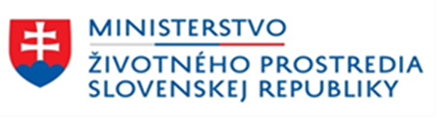 MINISTERSTVO
ŽIVOTNÉHO PROSTREDIA
SLOVENSKEJ REPUBLIKY